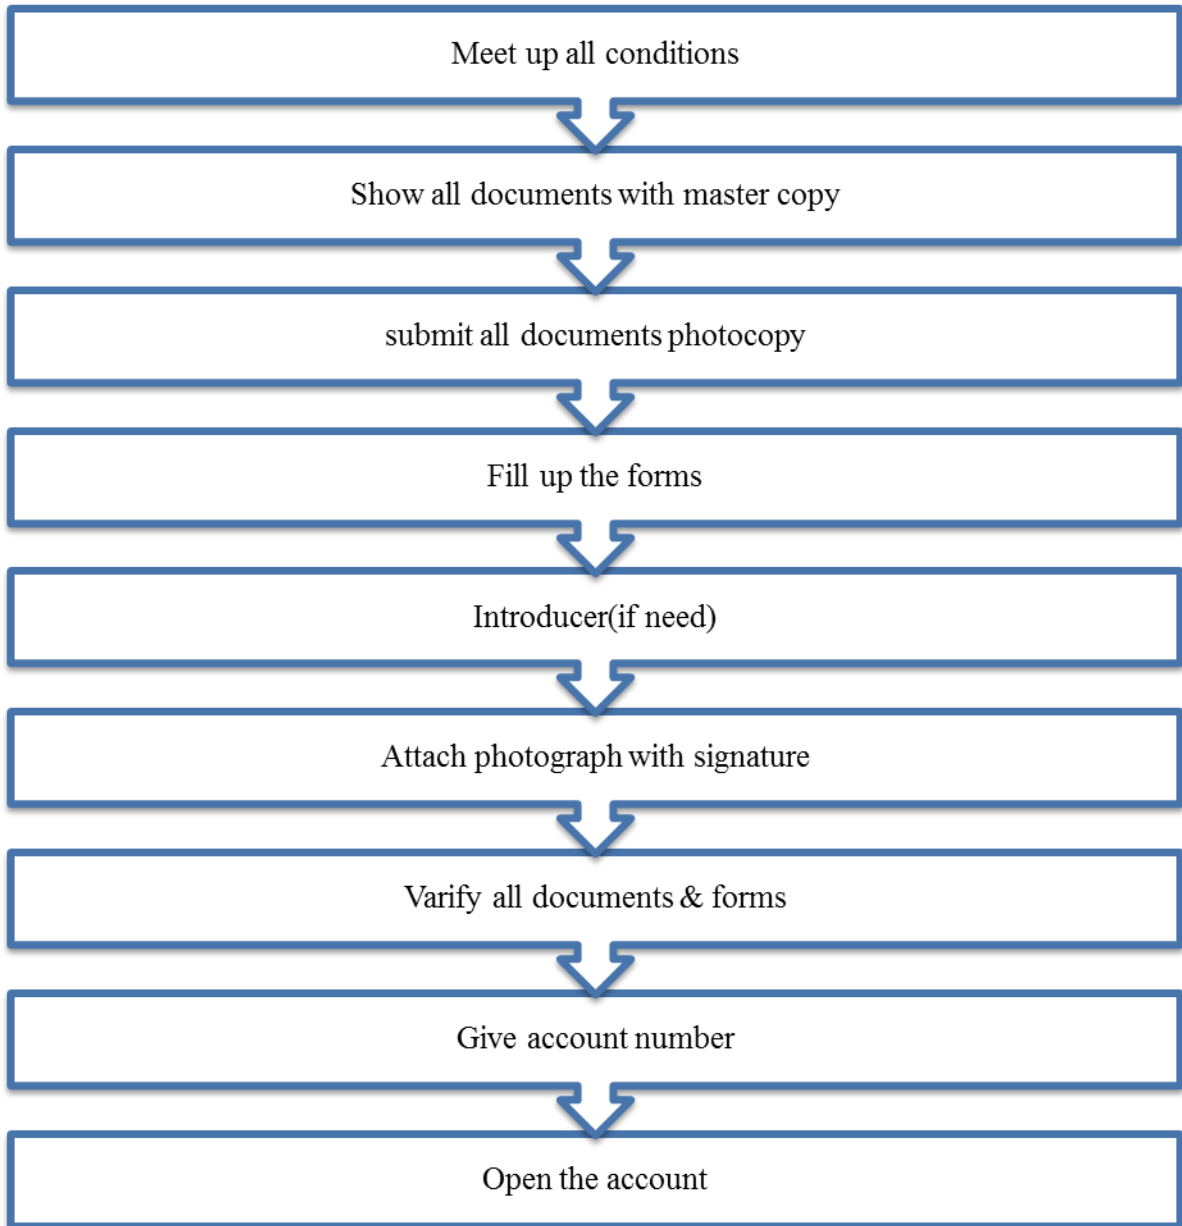 Meet up all conditions
Show all documents with master copy
submit all documents photocopy
Fill up the forms
Introducer(if need)
Attach photograph with signature
Varify all documents & forms
Give account number
Open the account